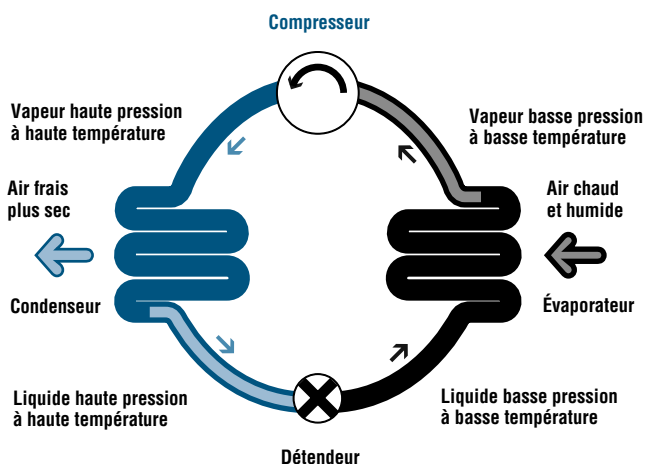 Compresseur
Vapeur haute pression
à haute température
Vapeur basse pression
à basse température
Air frais
plus sec
Air chaud
et humide
Condenseur
Évaporateur
Liquide haute pression
à haute température
Liquide basse pression
à basse température
Détendeur